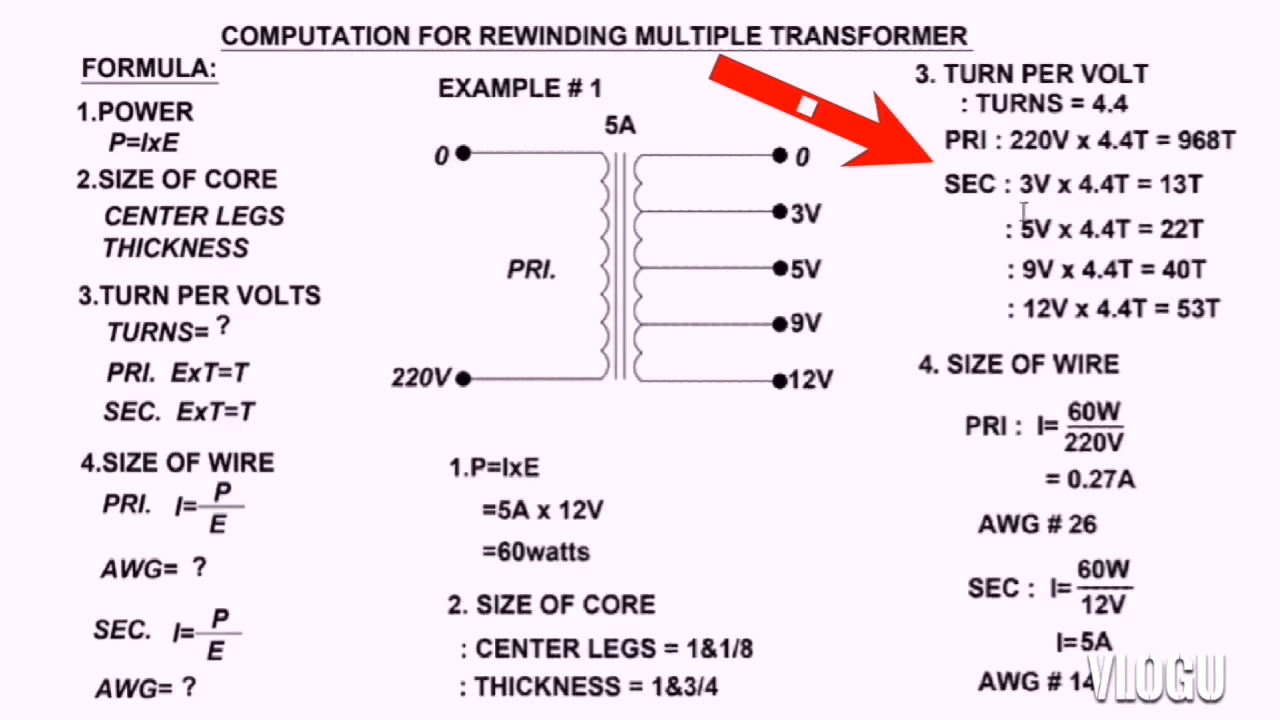 COMPUTATION FOR REWINDING MULTIPLE TRANSFORMER
FORMULA:
1.POWER
P=IxE
2.SIZE OF CORE
CENTER LEGS
THICKNESS
3.TURN PER VOLTS
TURNS= ?
PRI. ExT=T
SEC. ExT=T
4.SIZE OF WIRE
PRI. I= P
E
AWG= ?
SEC. I= P
E
AWG= ?
EXAMPLE # 1
5A
0
0
3V
PRI.
5V
9V
220V
12V
1.P=IxE
=5A x 12V
=60watts
2. SIZE OF CORE
: CENTER LEGS = 1&1/8
: THICKNESS = 1&3/4
3. TURN PER VOLT
: TURNS = 4.4
PRI : 220V x 4.4T = 968T
SEC : 3V x 4.4T = 13T
: 5V x 4.4T = 22T
: 9V x 4.4T = 40T
: 12V x 4.4T = 53T
4. SIZE OF WIRE
PRI : I= 60W
220V
= 0.27A
AWG # 26
SEC : I= 60W
12V
I=5A
AWG # 14
VLOGU